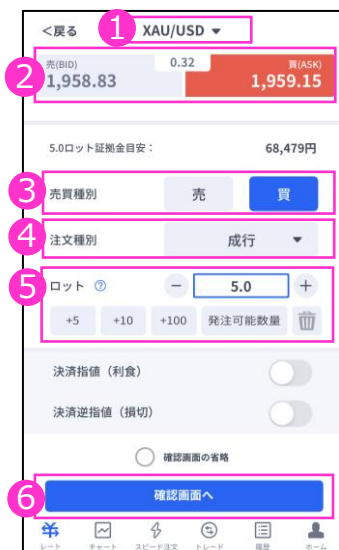 <戻る
1
XAU/USD ▼
2
売(BID)
1,958.83
0.32
買(ASK)
1,959.15
5.0ロット証拠金目安：
68,479円
3
売買種別
売
買
4
注文種別
成行 ▼
5
ロット ?
− 5.0 +
+5
+10
+100
発注可能数量
決済指値（利食）
決済逆指値（損切）
確認画面の省略
6
確認画面へ
レート
チャート
スピード注文
トレード
履歴
ホーム